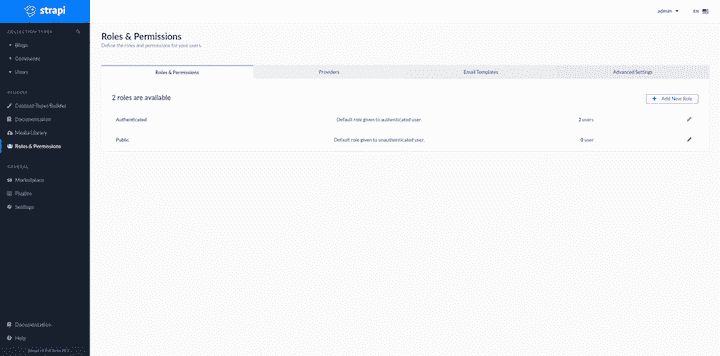 strapi
admin
EN
COLLECTION TYPES
Blogs
Comments
Users
PLUGINS
Content-Types Builder
Documentation
Media Library
Roles & Permissions
GENERAL
Marketplace
Plugins
Settings
Documentation
Help
Roles & Permissions
Define the roles and permissions for your users.
Roles & Permissions
Providers
Email Templates
Advanced Settings
2 roles are available
Add New Role
Authenticated Default role given to authenticated user. 2 users
Public Default role given to unauthenticated user. 0 user